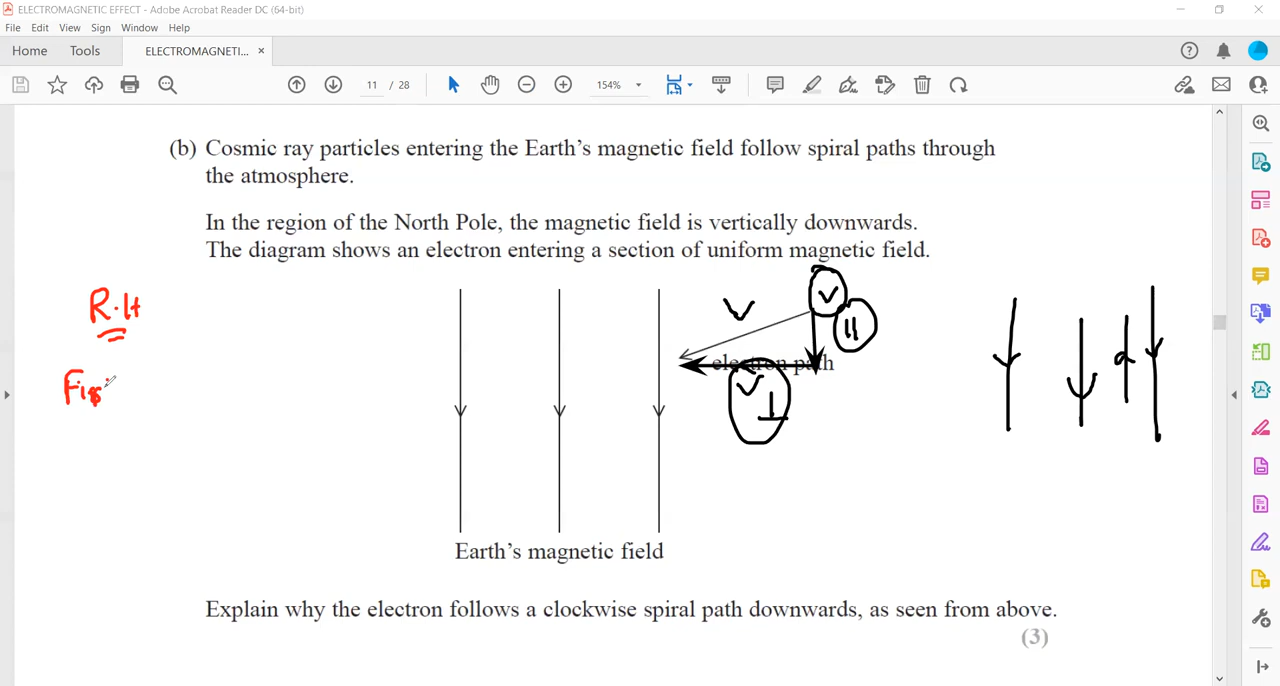 ELECTROMAGNETIC EFFECT - Adobe Acrobat Reader DC (64-bit)
File Edit View Sign Window Help
Home Tools ELECTROMAGNETI... ×
11 / 28 154%
(b) Cosmic ray particles entering the Earth's magnetic field follow spiral paths through
the atmosphere.
In the region of the North Pole, the magnetic field is vertically downwards.
The diagram shows an electron entering a section of uniform magnetic field.
R.H
V
V
||
electron path
Fig
V
⊥
Earth's magnetic field
Explain why the electron follows a clockwise spiral path downwards, as seen from above.
(3)